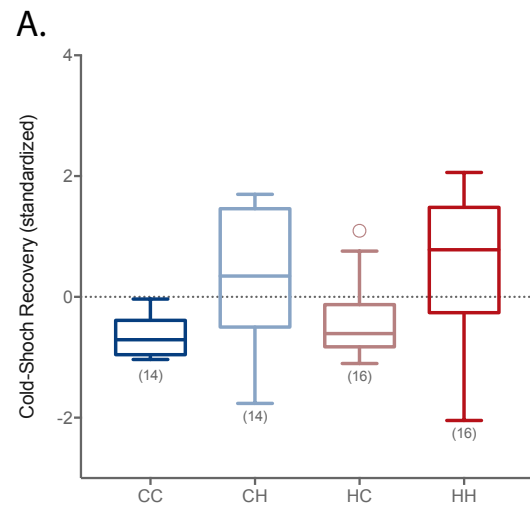 A.
Cold-Shoch Recovery (standardized)
4
2
0
-2
(14)
(14)
(16)
(16)
CC CH HC HH